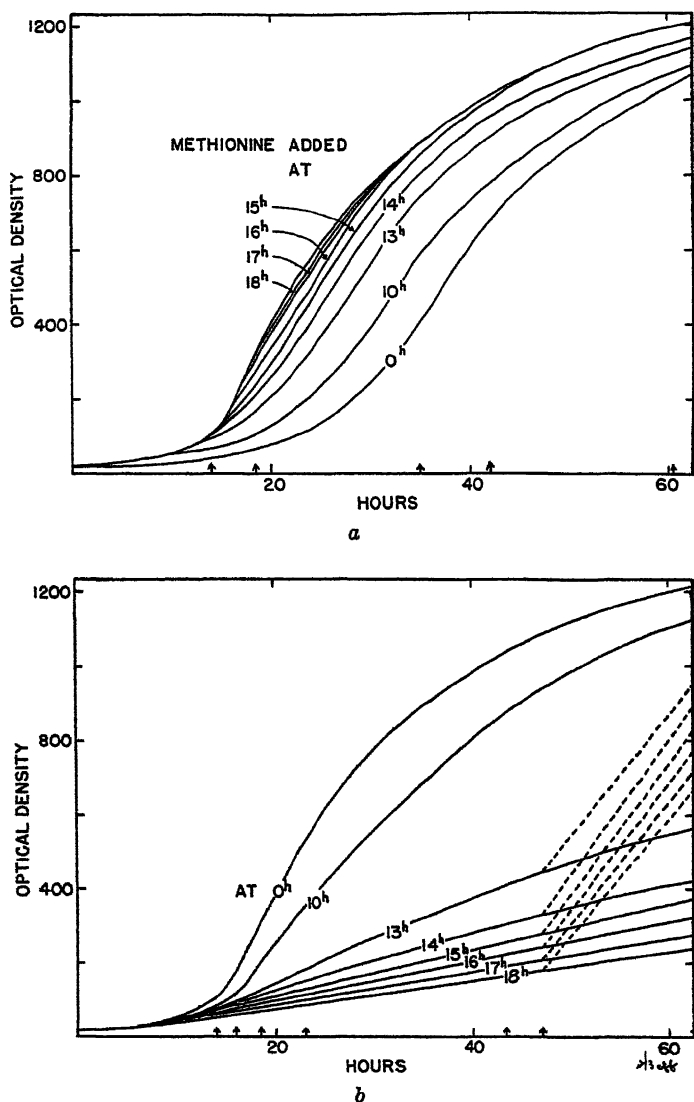 1200
800
400
OPTICAL DENSITY
METHIONINE ADDED
AT
15h
16h
17h
18h
14h
13h
10h
0h
20
40
60
HOURS
a
1200
800
400
OPTICAL DENSITY
AT 0h
10h
13h
14h
15h
16h
17h
18h
20
40
60
HOURS
b